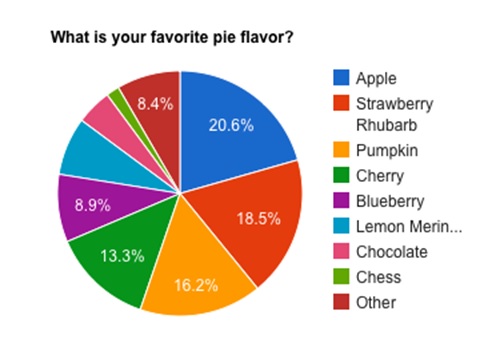 What is your favorite pie flavor?
8.4%
20.6%
18.5%
16.2%
13.3%
8.9%
Apple
Strawberry
Rhubarb
Pumpkin
Cherry
Blueberry
Lemon Merin...
Chocolate
Chess
Other